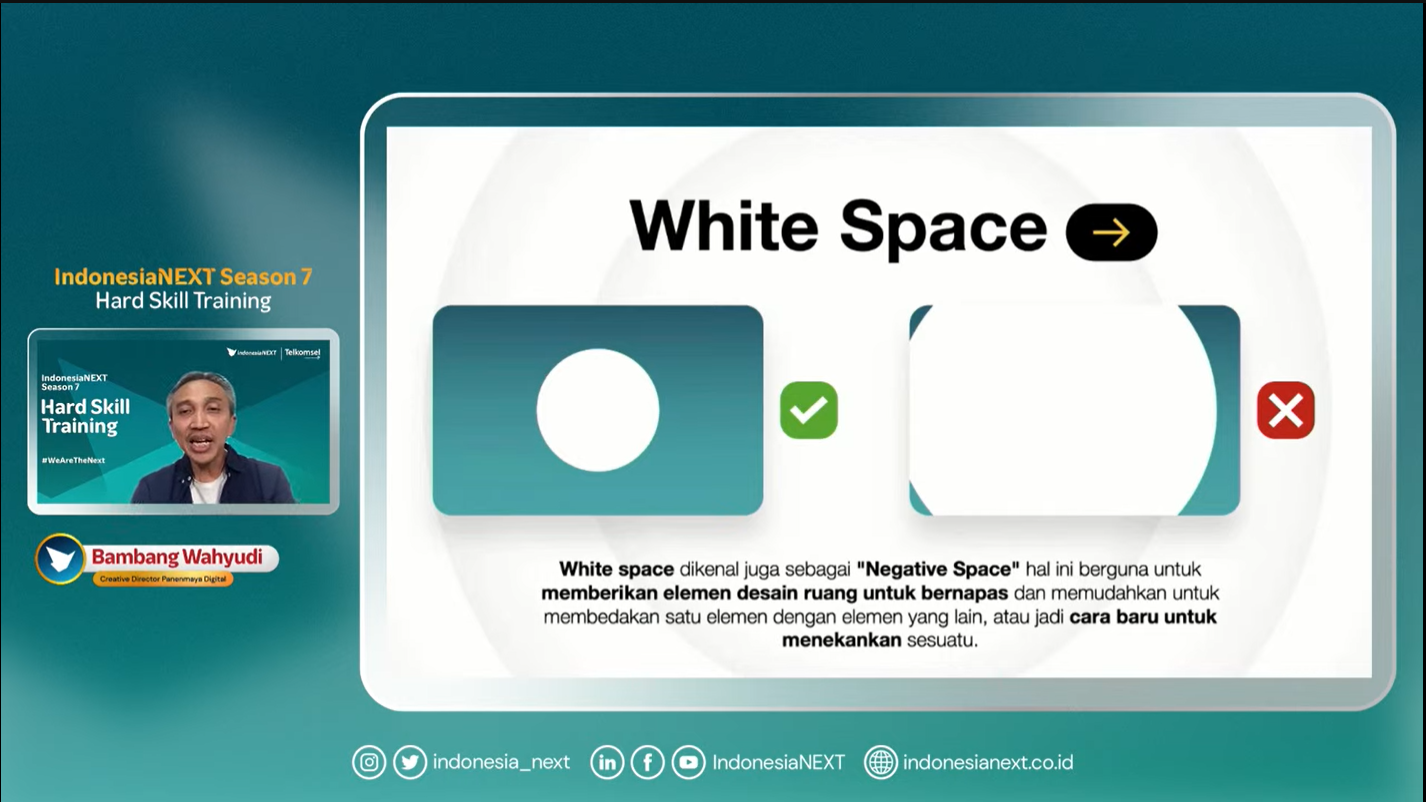 IndonesiaNEXT Season 7
Hard Skill Training
IndonesiaNEXT | Telkomsel
IndonesiaNEXT
Season 7
Hard Skill
Training
#WeAreTheNext
Bambang Wahyudi
Creative Director Panenmaya Digital
White Space
White space dikenal juga sebagai "Negative Space" hal ini berguna untuk
memberikan elemen desain ruang untuk bernapas dan memudahkan untuk
membedakan satu elemen dengan elemen yang lain, atau jadi cara baru untuk
menekankan sesuatu.
indonesia_next
IndonesiaNEXT
indonesianext.co.id